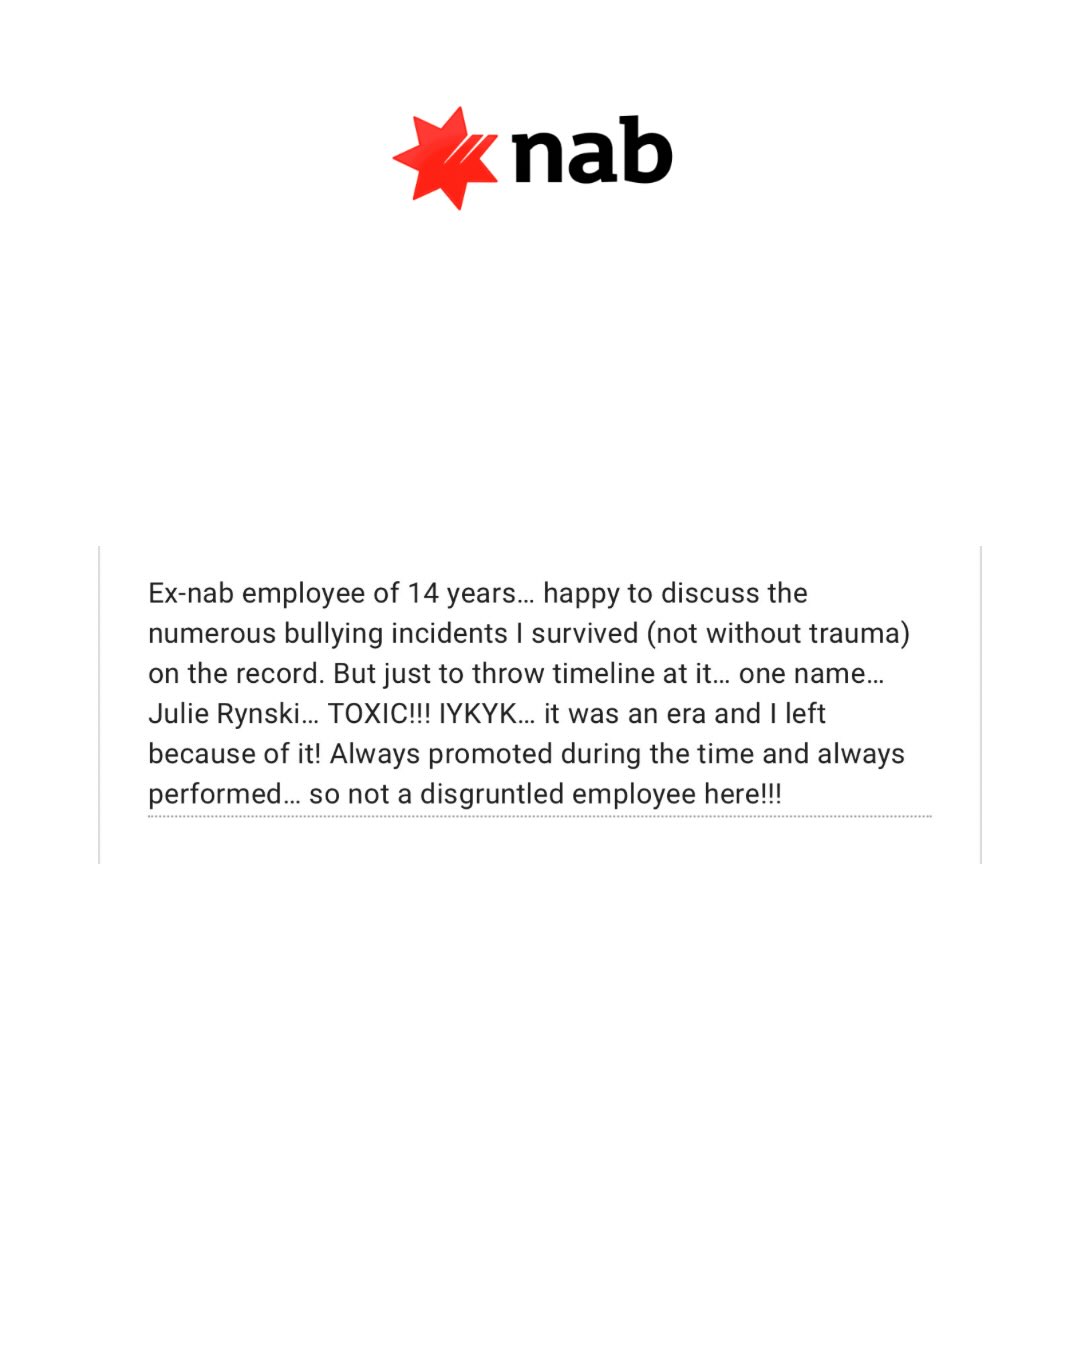 nab
Ex-nab employee of 14 years... happy to discuss the
numerous bullying incidents I survived (not without trauma)
on the record. But just to throw timeline at it... one name...
Julie Rynski... TOXIC!!! IYKYK... it was an era and I left
because of it! Always promoted during the time and always
performed... so not a disgruntled employee here!!!